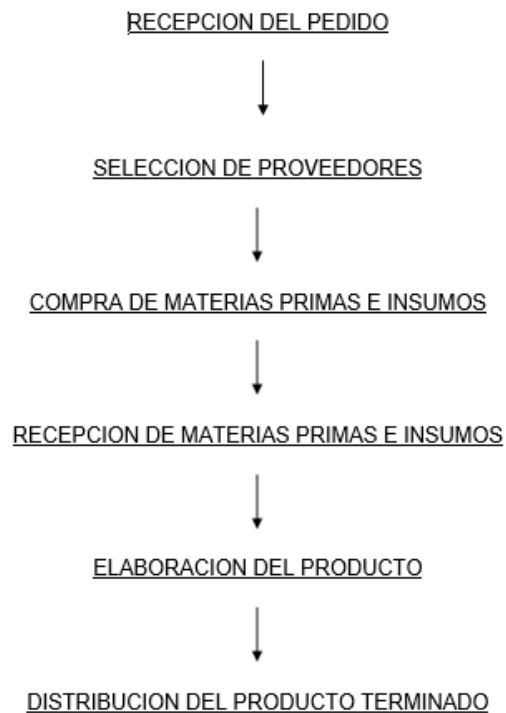 RECEPCION DEL PEDIDO
SELECCION DE PROVEEDORES
COMPRA DE MATERIAS PRIMAS E INSUMOS
RECEPCION DE MATERIAS PRIMAS E INSUMOS
ELABORACION DEL PRODUCTO
DISTRIBUCION DEL PRODUCTO TERMINADO